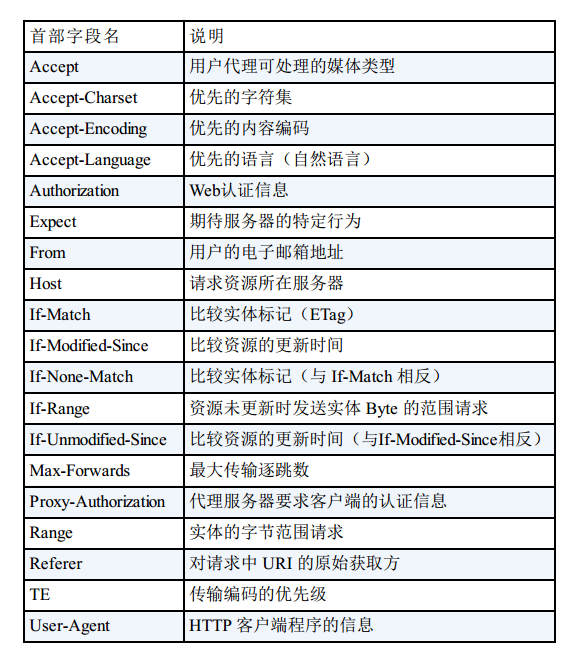 首部字段名 说明
Accept 用户代理可处理的媒体类型
Accept-Charset 优先的字符集
Accept-Encoding 优先的内容编码
Accept-Language 优先的语言（自然语言）
Authorization Web认证信息
Expect 期待服务器的特定行为
From 用户的电子邮箱地址
Host 请求资源所在服务器
If-Match 比较实体标记（ETag）
If-Modified-Since 比较资源的更新时间
If-None-Match 比较实体标记（与 If-Match 相反）
If-Range 资源未更新时发送实体 Byte 的范围请求
If-Unmodified-Since 比较资源的更新时间（与If-Modified-Since相反）
Max-Forwards 最大传输逐跳数
Proxy-Authorization 代理服务器要求客户端的认证信息
Range 实体的字节范围请求
Referer 对请求中 URI 的原始获取方
TE 传输编码的优先级
User-Agent HTTP 客户端程序的信息